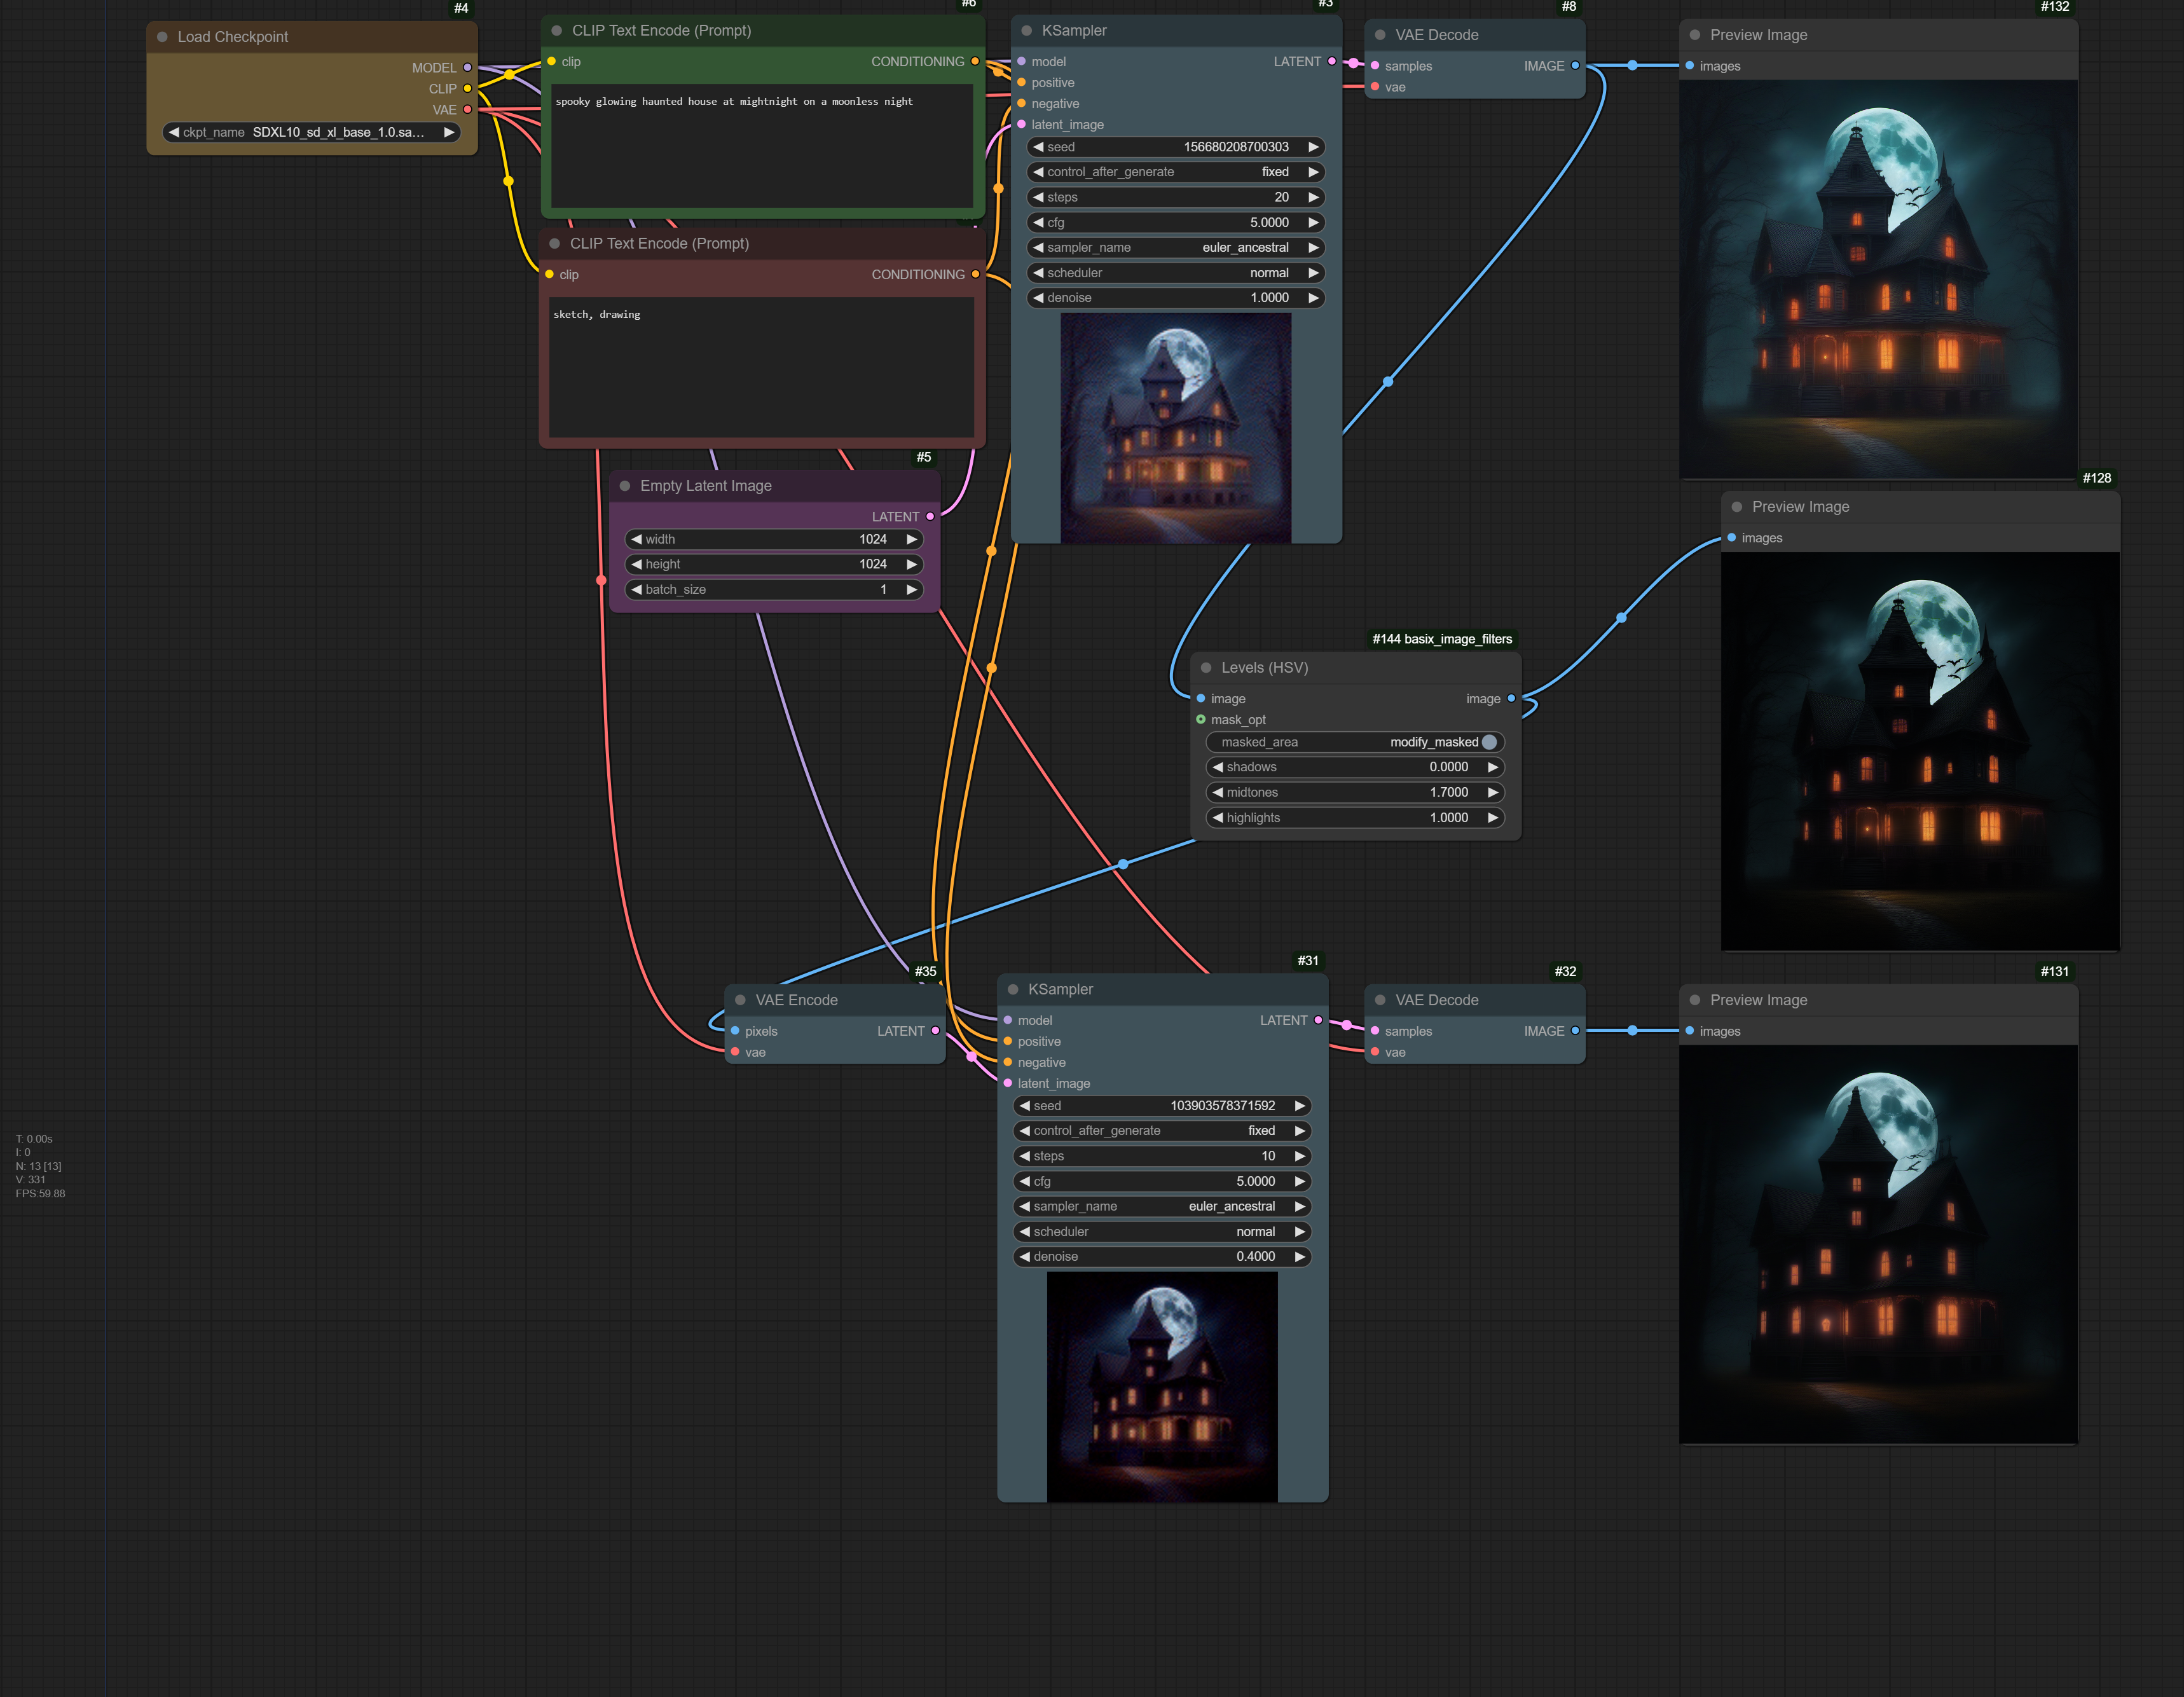 #4
Load Checkpoint
MODEL
CLIP
VAE
ckpt_name SDXL10_sd_xl_base_1.0.sa...
#6
CLIP Text Encode (Prompt)
clip CONDITIONING
spooky glowing haunted house at mightnight on a moonless night
CLIP Text Encode (Prompt)
clip CONDITIONING
sketch, drawing
#5
Empty Latent Image
LATENT
width 1024
height 1024
batch_size 1
#3
KSampler
model LATENT
positive
negative
latent_image
seed 156680208700303
control_after_generate fixed
steps 20
cfg 5.0000
sampler_name euler_ancestral
scheduler normal
denoise 1.0000
#8
VAE Decode
samples IMAGE
vae
#132
Preview Image
images
#128
Preview Image
images
#144 basix_image_filters
Levels (HSV)
image image
mask_opt
masked_area modify_masked
shadows 0.0000
midtones 1.7000
highlights 1.0000
#35
VAE Encode
pixels LATENT
vae
#31
KSampler
model LATENT
positive
negative
latent_image
seed 103903578371592
control_after_generate fixed
steps 10
cfg 5.0000
sampler_name euler_ancestral
scheduler normal
denoise 0.4000
#32
VAE Decode
samples IMAGE
vae
#131
Preview Image
images
T: 0.00s
I: 0
N: 13 [13]
V: 331
FPS:59.88